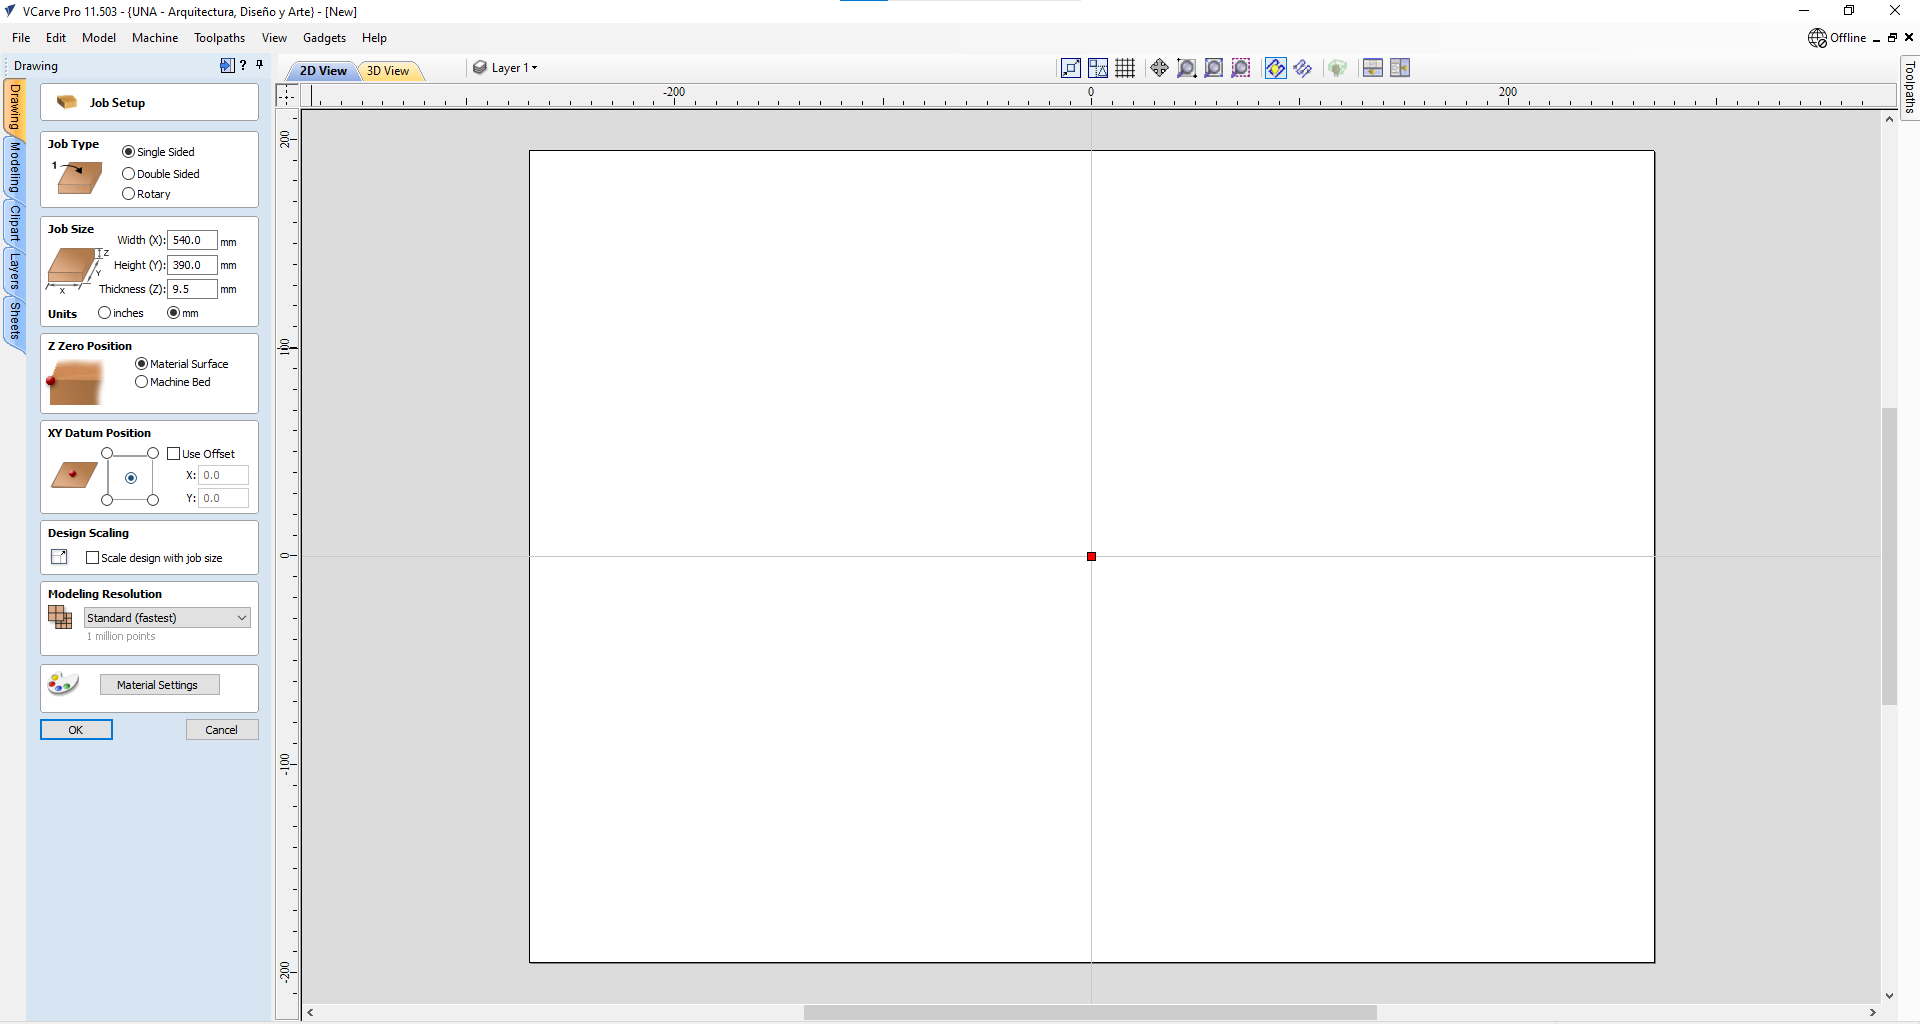 VCarve Pro 11.503 - {UNA - Arquitectura, Diseño y Arte} - [New]
File Edit Model Machine Toolpaths View Gadgets Help
Offline
Drawing
?
2D View
3D View
Layer 1
Toolpaths
Drawing
Modeling
Clipart
Layers
Sheets
Job Setup
Job Type
1
Single Sided
Double Sided
Rotary
Job Size
Width (X): 540.0 mm
Height (Y): 390.0 mm
Thickness (Z): 9.5 mm
Z
Y
X
Units inches mm
Z Zero Position
Material Surface
Machine Bed
XY Datum Position
Use Offset
X: 0.0
Y: 0.0
Design Scaling
Scale design with job size
Modeling Resolution
Standard (fastest)
1 million points
Material Settings
OK Cancel
-200 0 200
200
100
0
-100
-200